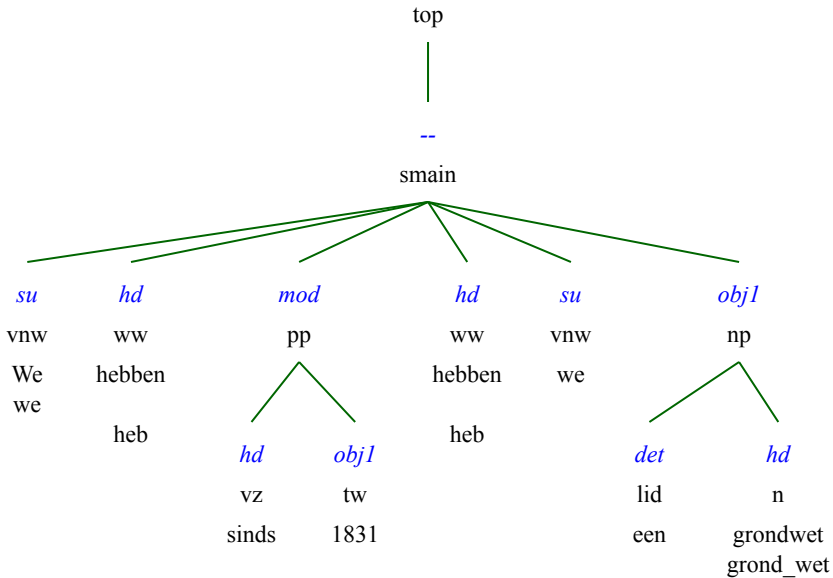 top
--
smain
su hd mod hd su obj1
vnw ww pp ww vnw np
We hebben hebben we
we
heb heb
hd obj1 det hd
vz tw lid n
sinds 1831 een grondwet
grond_wet